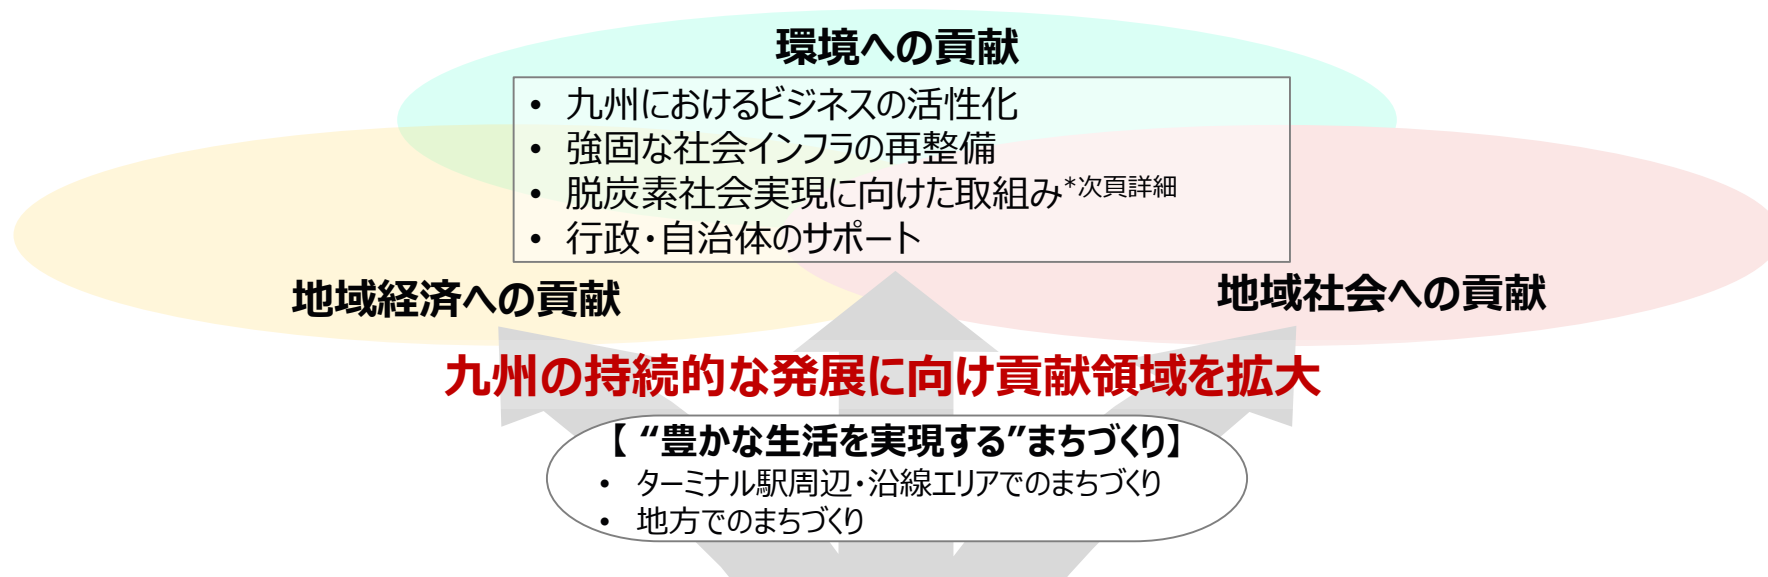 環境への貢献
• 九州におけるビジネスの活性化
• 強固な社会インフラの再整備
• 脱炭素社会実現に向けた取組み*次頁詳細
• 行政・自治体のサポート
地域経済への貢献
地域社会への貢献
九州の持続的な発展に向け貢献領域を拡大
【 “豊かな生活を実現する”まちづくり】
• ターミナル駅周辺・沿線エリアでのまちづくり
• 地方でのまちづくり